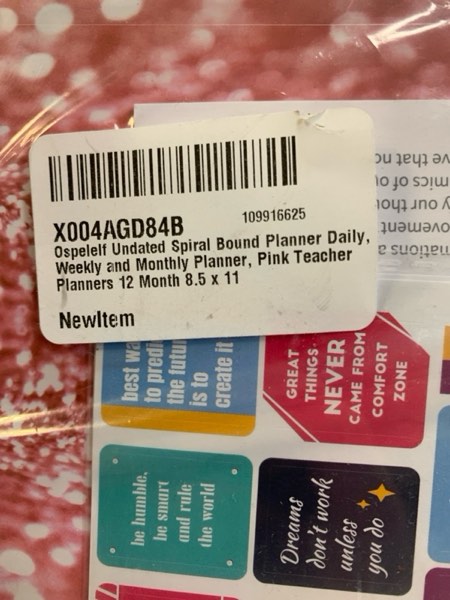 X004AGD84B
109916625
Ospelelf Undated Spiral Bound Planner Daily,
Weekly and Monthly Planner, Pink Teacher
Planners 12 Month 8.5 x 11
NewItem
best wa
to predi
the futu
is to
create it
GREAT
THINGS
NEVER
CAME FROM
COMFORT
ZONE
be humble,
be smart
and rule
the world
Dreams
don't work
unless
you do